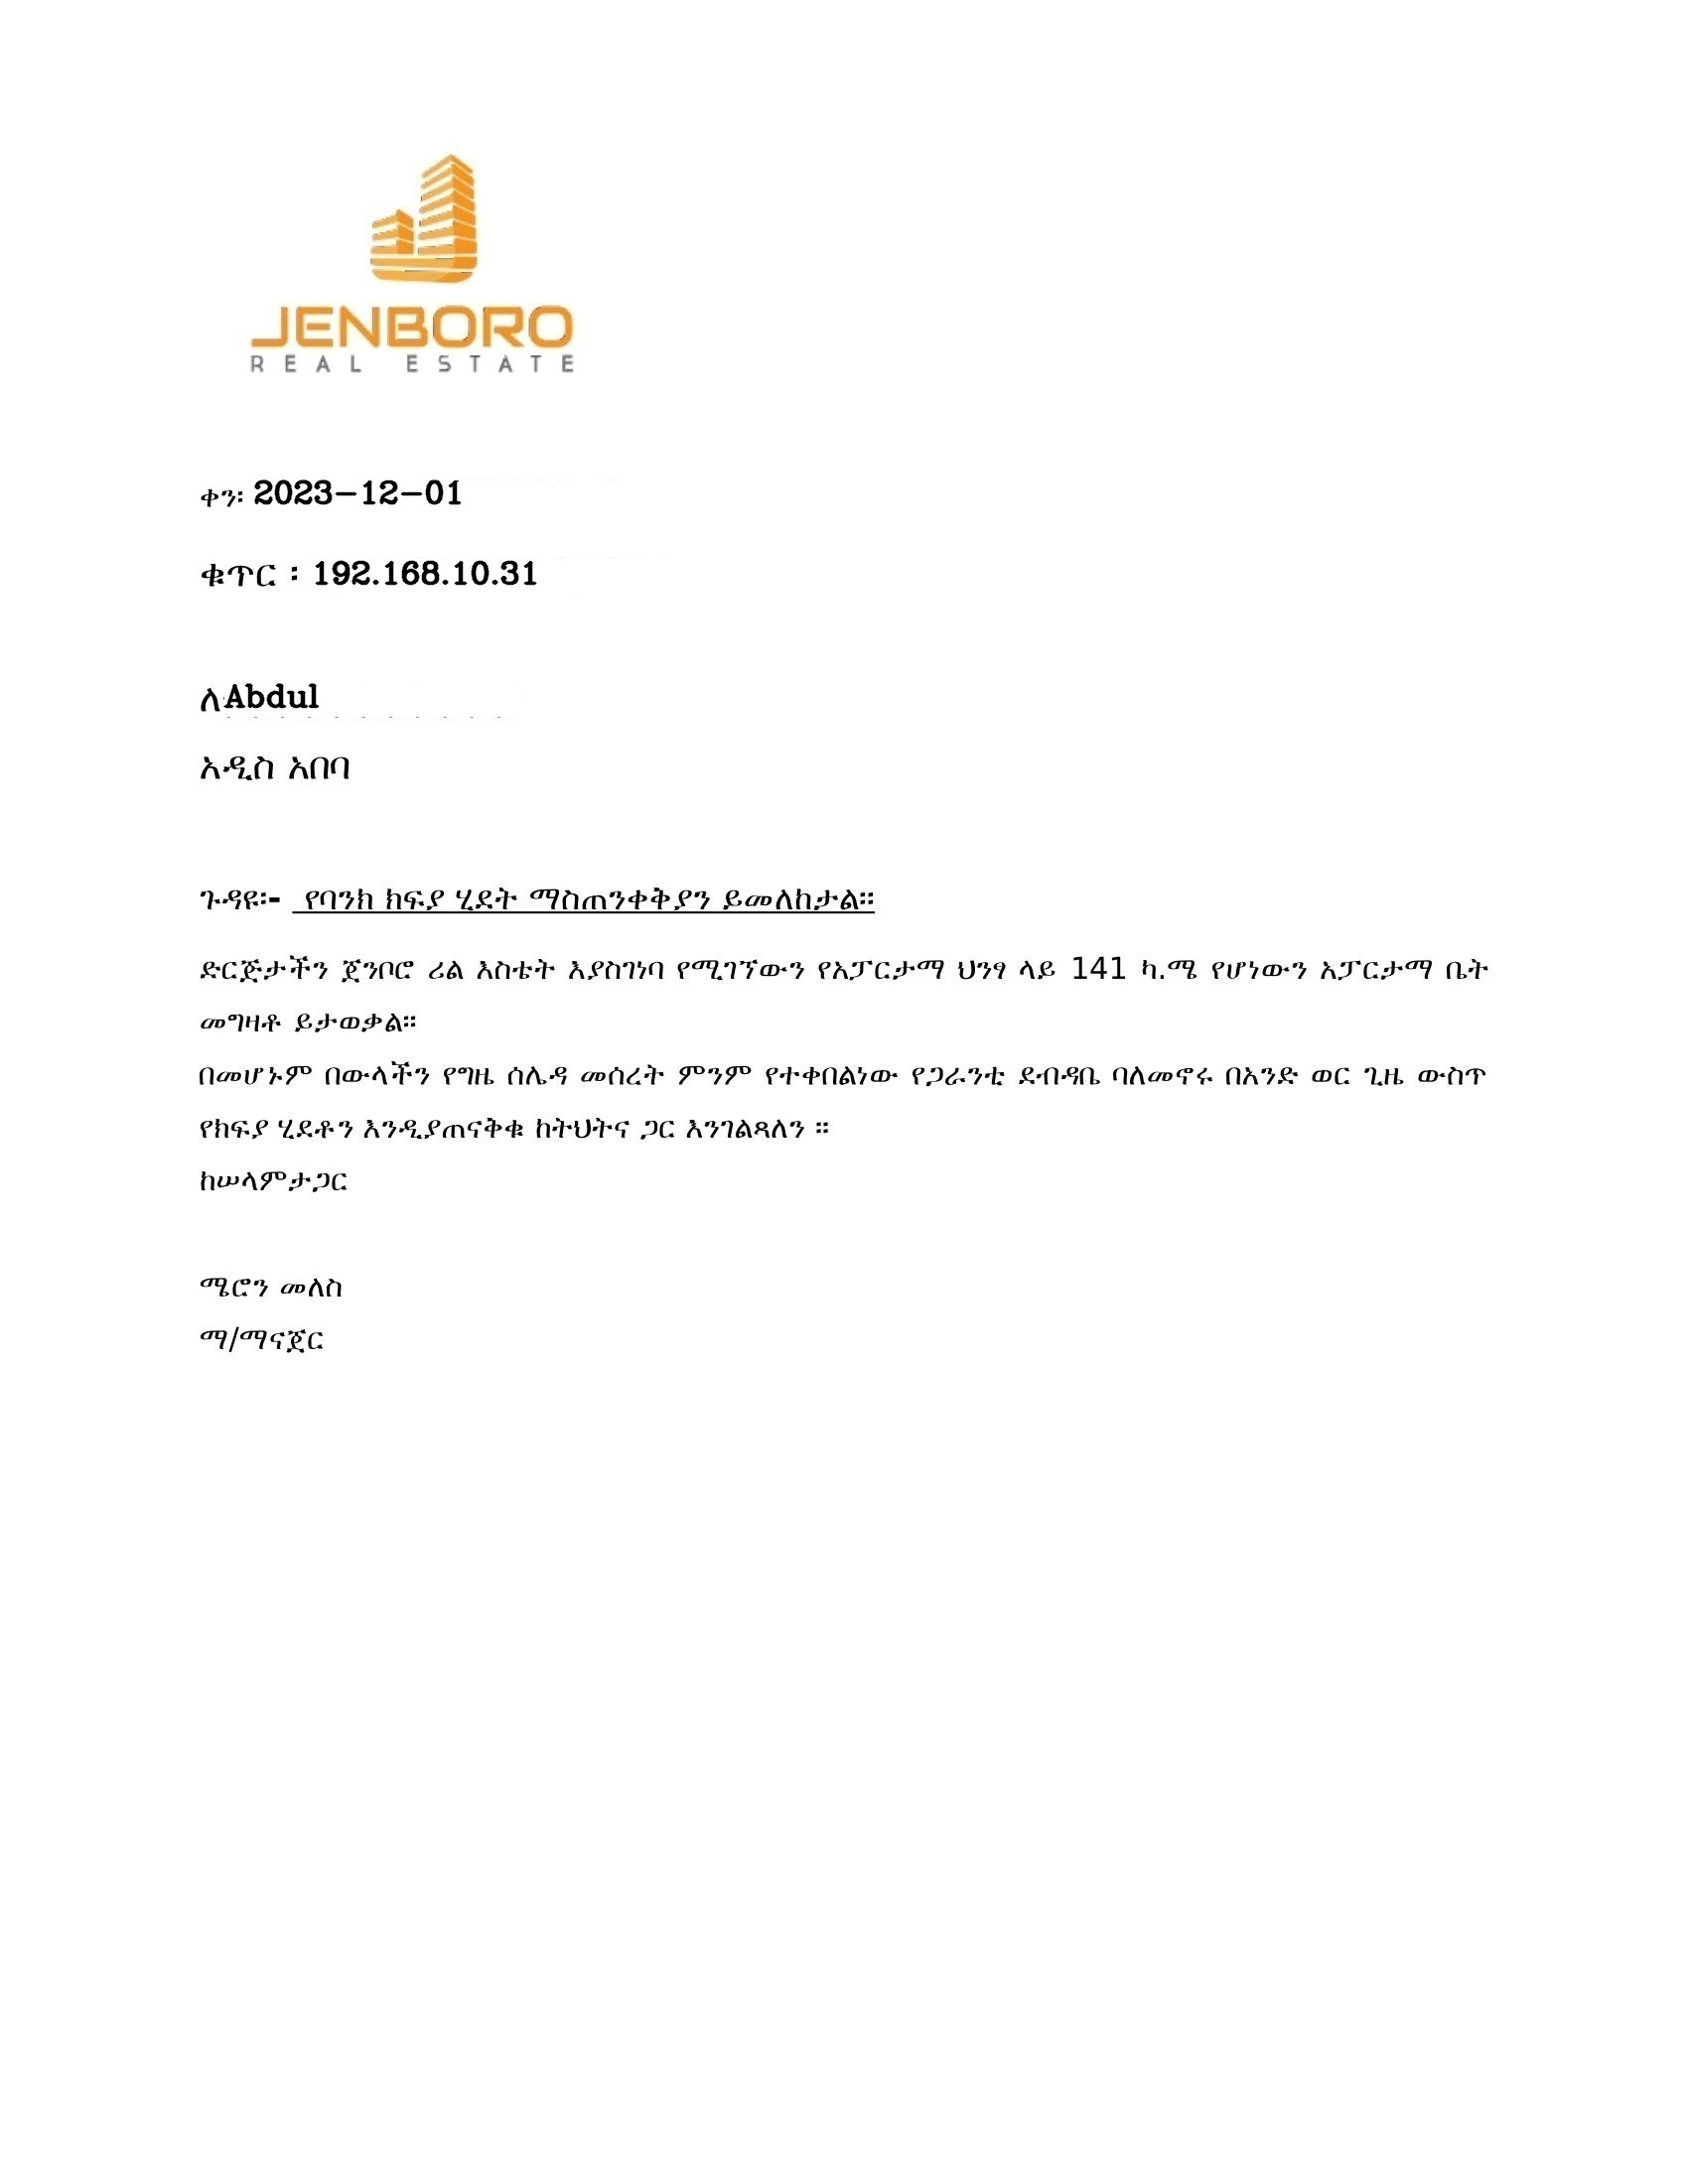 JENBORO
REAL ESTATE
ቀን፡ 2023-12-01
ቁጥር ፡ 192.168.10.31
ለAbdul
አዲስ አበባ
ጉዳዩ፡- የባንክ ክፍያ ሂደት ማስጠንቀቅያን ይመለከታል።
ድርጅታችን ጀንቦሮ ሪል እስቴት እያስገነባ የሚገኘውን የአፓርታማ ህንፃ ላይ 141 ካ.ሜ የሆነውን አፓርታማ ቤት
መግዛቶ ይታወቃል።
በመሆኑም በውላችን የግዜ ሰሌዳ መሰረት ምንም የተቀበልነው የጋራንቲ ደብዳቤ ባለመኖሩ በአንድ ወር ጊዜ ውስጥ
የክፍያ ሂደቶን እንዲያጠናቅቁ ከትህትና ጋር እንገልጻለን ።
ከሠላምታጋር
ሜሮን መለስ
ማ/ማናጀር